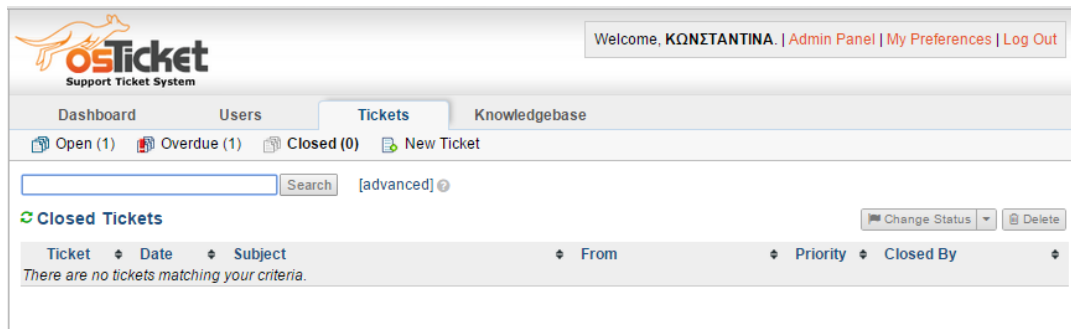 osTicket
Support Ticket System
Welcome, ΚΩΝΣΤΑΝΤΙΝΑ. | Admin Panel | My Preferences | Log Out
Dashboard Users Tickets Knowledgebase
Open (1) Overdue (1) Closed (0) New Ticket
Search [advanced] ?
Closed Tickets Change Status Delete
Ticket Date Subject From Priority Closed By
There are no tickets matching your criteria.